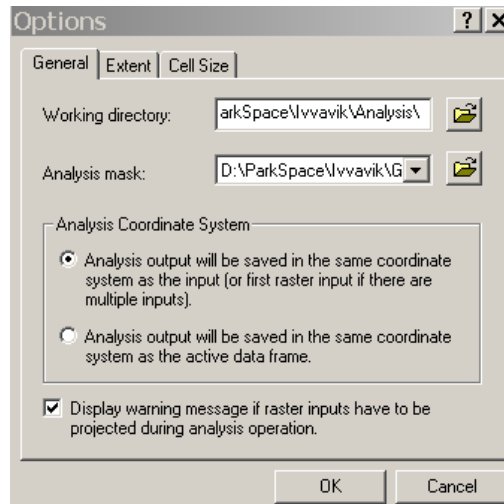 Options
General Extent Cell Size
Working directory: arkSpace\Ivvavik\Analysis\
Analysis mask: D:\ParkSpace\Ivvavik\G
Analysis Coordinate System
Analysis output will be saved in the same coordinate
system as the input (or first raster input if there are
multiple inputs).
Analysis output will be saved in the same coordinate
system as the active data frame.
Display warning message if raster inputs have to be
projected during analysis operation.
OK Cancel